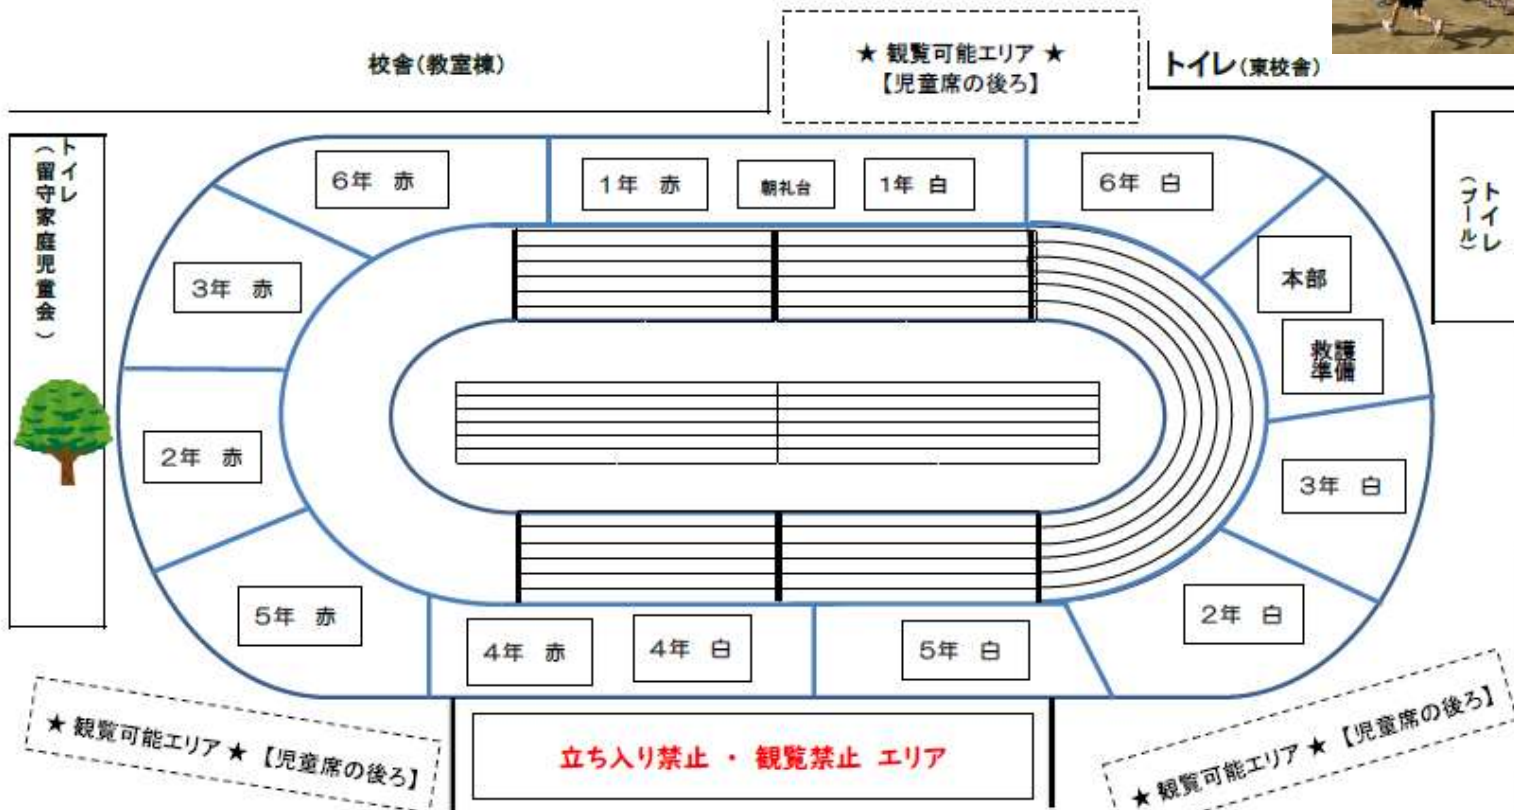 校舎(教室棟)
★ 観覧可能エリア ★
【児童席の後ろ】
トイレ(東校舎)
トイレ
(留守家庭児童会)
6年 赤
1年 赤
朝礼台
1年 白
6年 白
トイレ
(プール)
本部
3年 赤
救護
準備
2年 赤
3年 白
5年 赤
4年 赤
4年 白
5年 白
2年 白
★ 観覧可能エリア ★ 【児童席の後ろ】
立ち入り禁止 ・ 観覧禁止 エリア
★ 観覧可能エリア ★ 【児童席の後ろ】